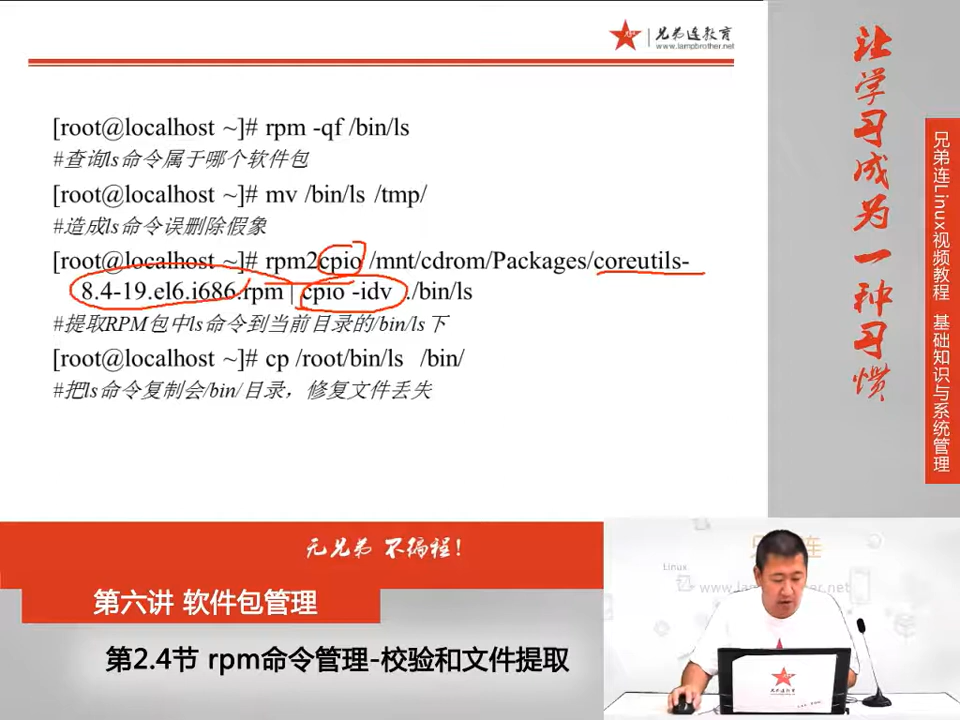 兄弟连教育
www.lampbrother.net
[root@localhost ~]# rpm -qf /bin/ls
#查询ls命令属于哪个软件包
[root@localhost ~]# mv /bin/ls /tmp/
#造成ls命令误删除假象
[root@localhost ~]# rpm2cpio /mnt/cdrom/Packages/coreutils-
8.4-19.el6.i686.rpm | cpio -idv ./bin/ls
#提取RPM包中ls命令到当前目录的/bin/ls下
[root@localhost ~]# cp /root/bin/ls /bin/
#把ls命令复制会/bin/目录，修复文件丢失
让学习成为一种习惯
兄弟连Linux视频教程 基础知识与系统管理
无兄弟 不编程！
第六讲 软件包管理
第2.4节 rpm命令管理-校验和文件提取
Linux